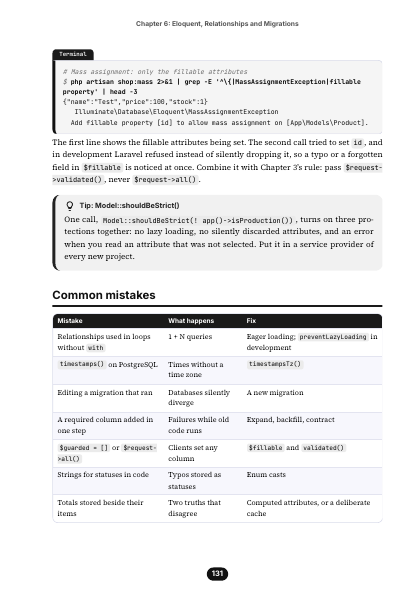 Chapter 6: Eloquent, Relationships and Migrations
Terminal
# Mass assignment: only the fillable attributes
$ php artisan shop:mass 2>&1 | grep -E '^\{|MassAssignmentException|fillable
property' | head -3
{"name":"Test","price":100,"stock":1}
Illuminate\Database\Eloquent\MassAssignmentException
Add fillable property [id] to allow mass assignment on [App\Models\Product].
The first line shows the fillable attributes being set. The second call tried to set id, and
in development Laravel refused instead of silently dropping it, so a typo or a forgotten
field in $fillable is noticed at once. Combine it with Chapter 3's rule: pass $request-
>validated(), never $request->all().
Tip: Model::shouldBeStrict()
One call, Model::shouldBeStrict(! app()->isProduction()), turns on three pro-
tections together: no lazy loading, no silently discarded attributes, and an error
when you read an attribute that was not selected. Put it in a service provider of
every new project.
Common mistakes
Mistake What happens Fix
Relationships used in loops 1 + N queries Eager loading; preventLazyLoading in
without with development
timestamps() on PostgreSQL Times without a timestampsTz()
time zone
Editing a migration that ran Databases silently A new migration
diverge
A required column added in Failures while old Expand, backfill, contract
one step code runs
$guarded = [] or $request- Clients set any $fillable and validated()
>all() column
Strings for statuses in code Typos stored as Enum casts
statuses
Totals stored beside their Two truths that Computed attributes, or a deliberate
items disagree cache
131